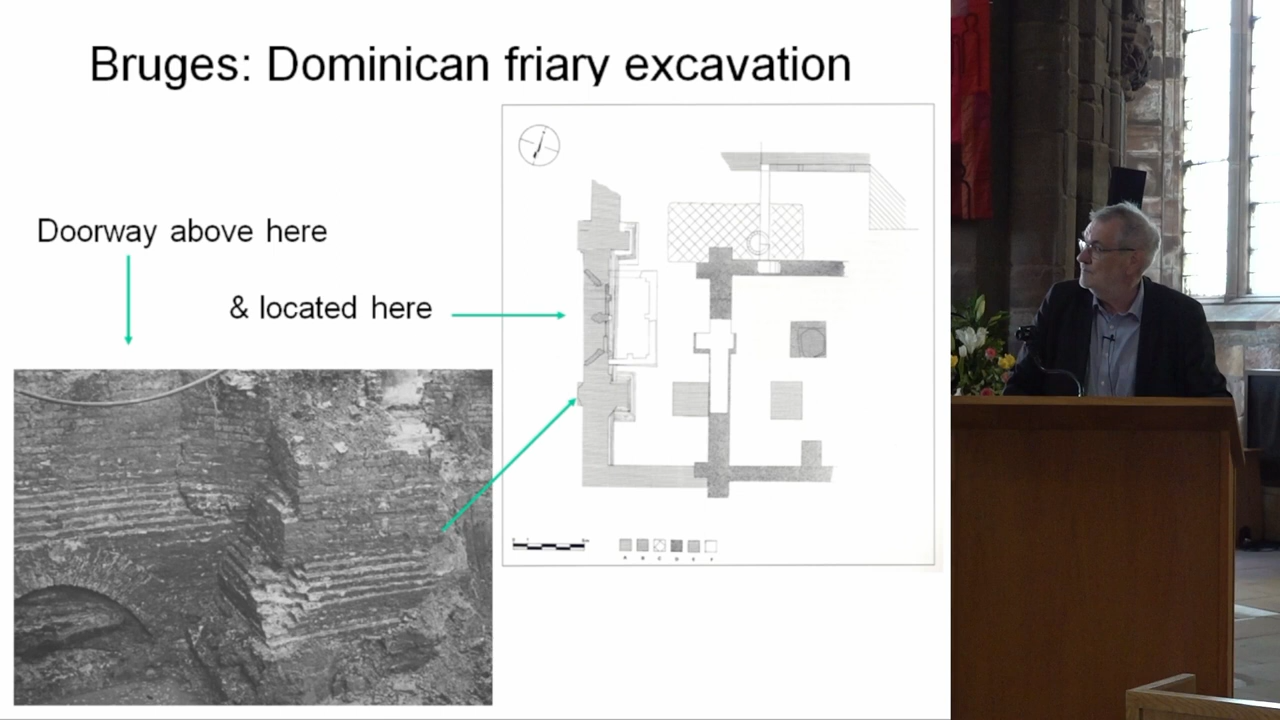 Bruges: Dominican friary excavation
Doorway above here
& located here